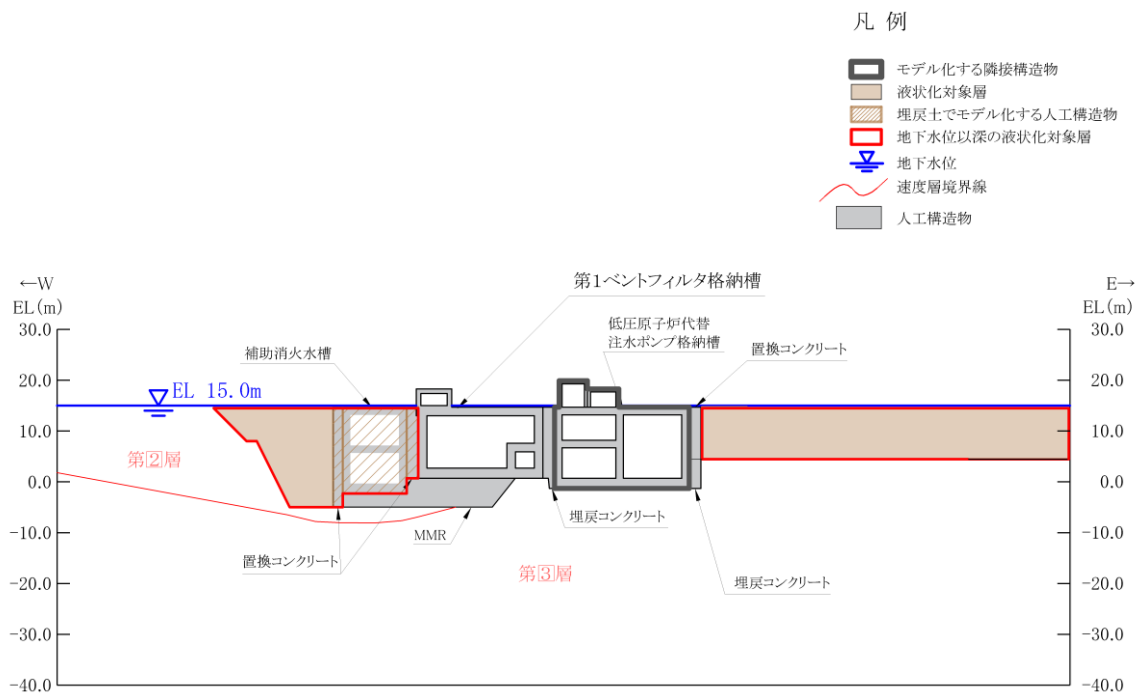 凡 例
モデル化する隣接構造物
液状化対象層
埋戻土でモデル化する人工構造物
地下水位以深の液状化対象層
地下水位
速度層境界線
人工構造物
←W
E→
EL(m)
EL(m)
第1ベントフィルタ格納槽
低圧原子炉代替
注水ポンプ格納槽
補助消火水槽
置換コンクリート
EL 15.0m
30.0
20.0
10.0
0.0
-10.0
-20.0
-30.0
-40.0
30.0
20.0
10.0
0.0
-10.0
-20.0
-30.0
-40.0
第②層
埋戻コンクリート
MMR
置換コンクリート
第③層
埋戻コンクリート